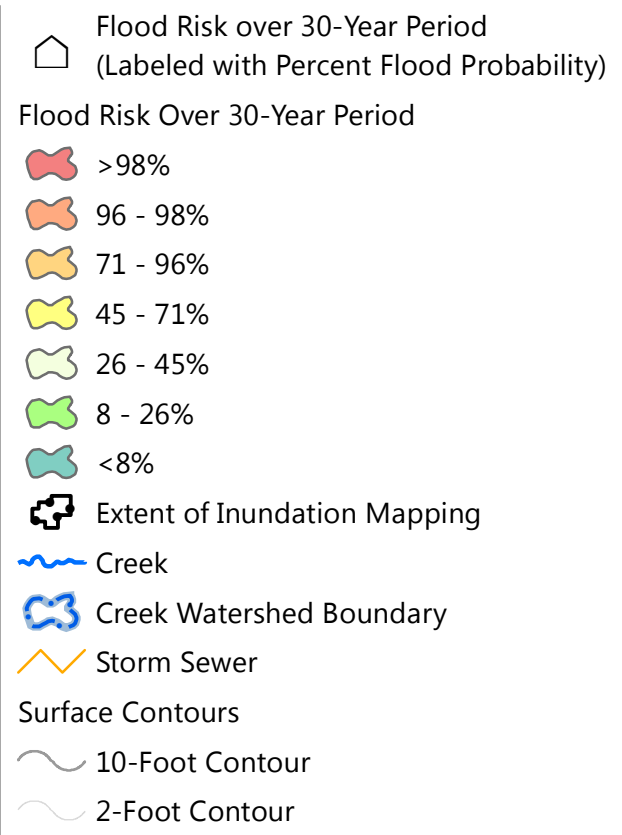 Flood Risk over 30-Year Period
(Labeled with Percent Flood Probability)
Flood Risk Over 30-Year Period
>98%
96 - 98%
71 - 96%
45 - 71%
26 - 45%
8 - 26%
<8%
Extent of Inundation Mapping
Creek
Creek Watershed Boundary
Storm Sewer
Surface Contours
10-Foot Contour
2-Foot Contour